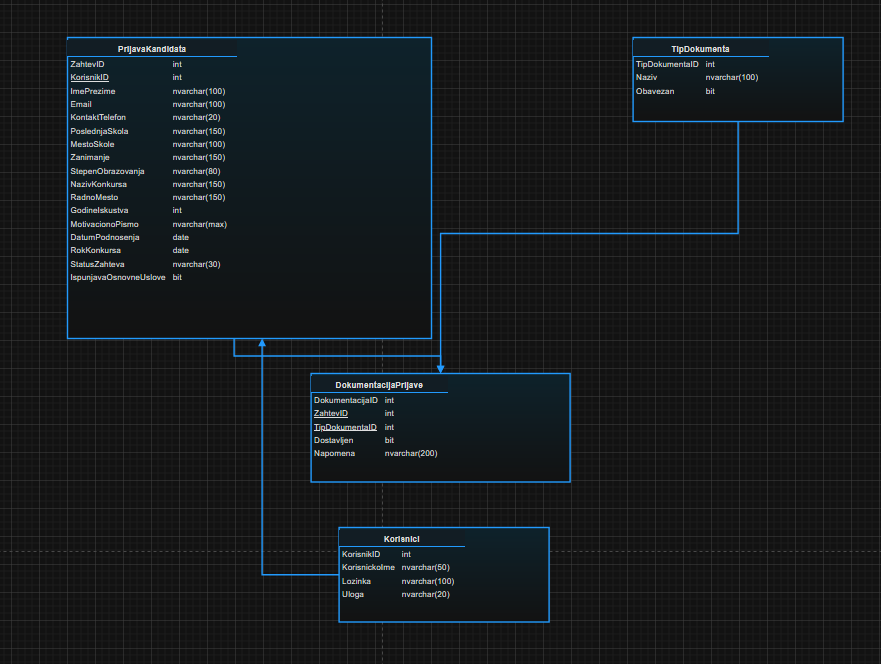 PrijavaKandidata
ZahtevID int
KorisnikID int
ImePrezime nvarchar(100)
Email nvarchar(100)
KontaktTelefon nvarchar(20)
PoslednjaSkola nvarchar(150)
MestoSkole nvarchar(100)
Zanimanje nvarchar(150)
StepenObrazovanja nvarchar(80)
NazivKonkursa nvarchar(150)
RadnoMesto nvarchar(150)
GodineIskustva int
MotivacionoPismo nvarchar(max)
DatumPodnosenja date
RokKonkursa date
StatusZahteva nvarchar(30)
IspunjavaOsnovneUslove bit
TipDokumenta
TipDokumentaID int
Naziv nvarchar(100)
Obavezan bit
DokumentacijaPrijave
DokumentacijaID int
ZahtevID int
TipDokumentaID int
Dostavljen bit
Napomena nvarchar(200)
Korisnici
KorisnikID int
KorisnickoIme nvarchar(50)
Lozinka nvarchar(100)
Uloga nvarchar(20)